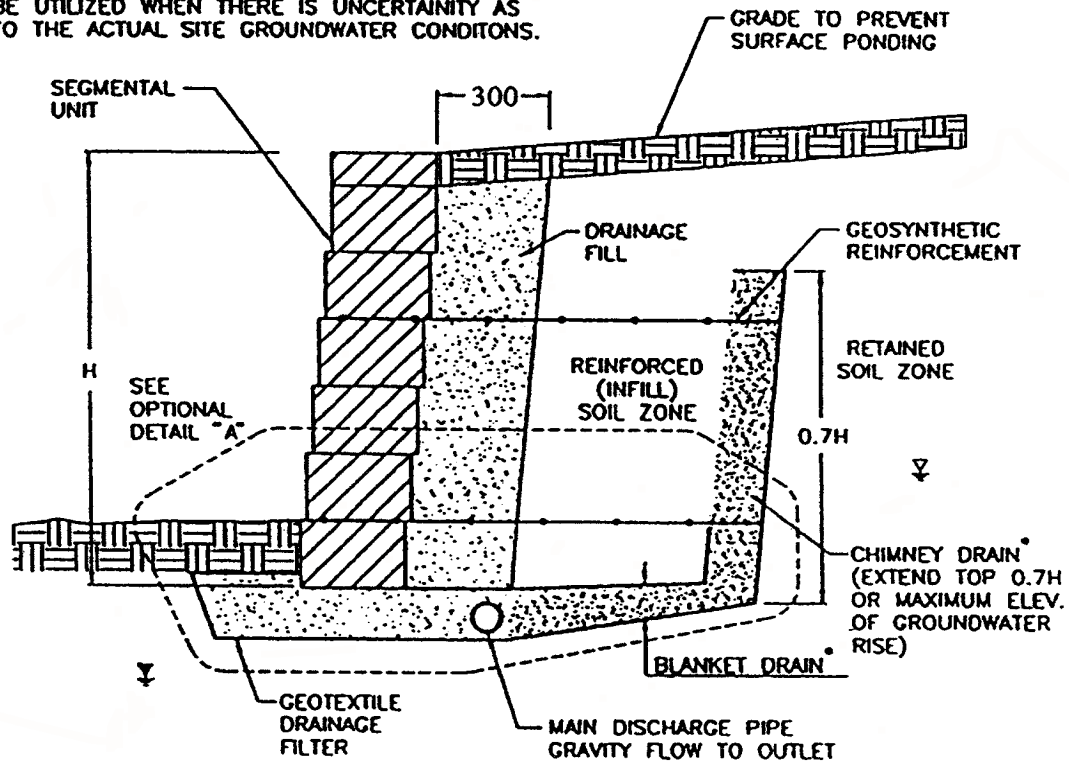 BE UTILIZED WHEN THERE IS UNCERTAINITY AS
TO THE ACTUAL SITE GROUNDWATER CONDITONS.
GRADE TO PREVENT
SURFACE PONDING
SEGMENTAL
UNIT
300
DRAINAGE
FILL
GEOSYNTHETIC
REINFORCEMENT
H
REINFORCED
(INFILL)
SOIL ZONE
RETAINED
SOIL ZONE
SEE
OPTIONAL
DETAIL "A"
0.7H
CHIMNEY DRAIN*
(EXTEND TOP 0.7H
OR MAXIMUM ELEV.
OF GROUNDWATER
RISE)
BLANKET DRAIN*
GEOTEXTILE
DRAINAGE
FILTER
MAIN DISCHARGE PIPE
GRAVITY FLOW TO OUTLET